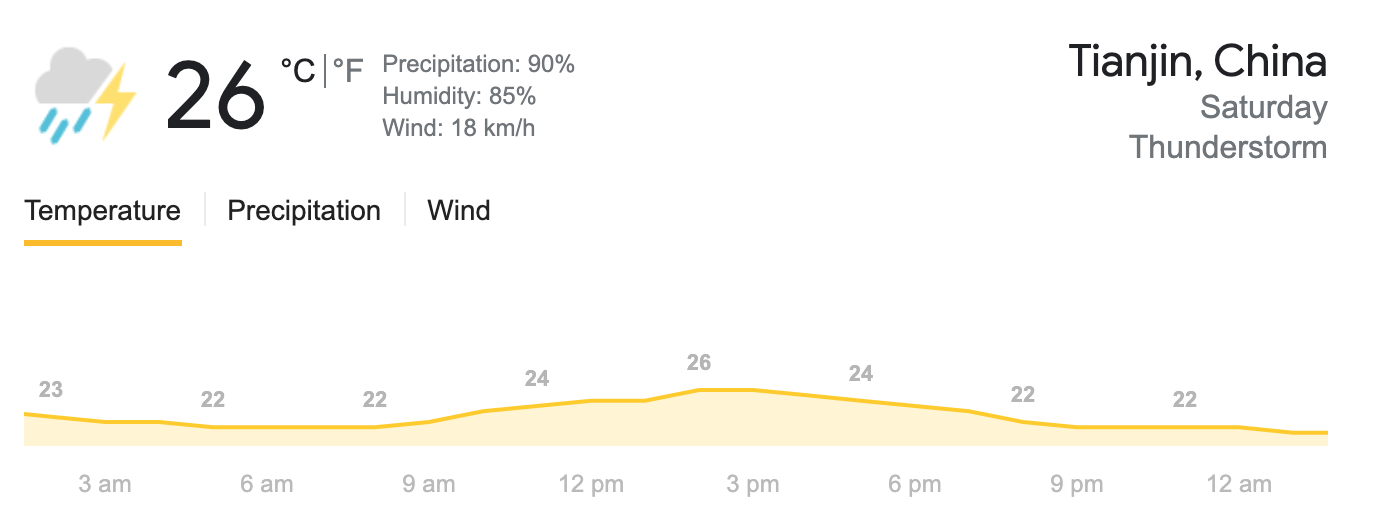 26 °C|°F
Precipitation: 90%
Humidity: 85%
Wind: 18 km/h
Tianjin, China
Saturday
Thunderstorm
Temperature Precipitation Wind
23 22 22 24 26 24 22 22
3 am 6 am 9 am 12 pm 3 pm 6 pm 9 pm 12 am